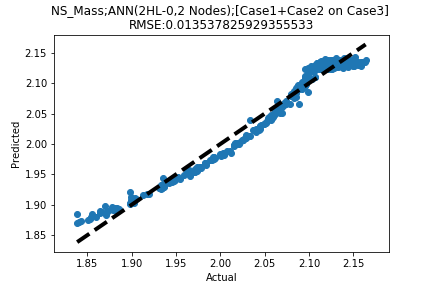 NS_Mass;ANN(2HL-0,2 Nodes);[Case1+Case2 on Case3]
RMSE:0.013537825929355533
2.15
2.10
2.05
2.00
1.95
1.90
1.85
Predicted
1.85 1.90 1.95 2.00 2.05 2.10 2.15
Actual